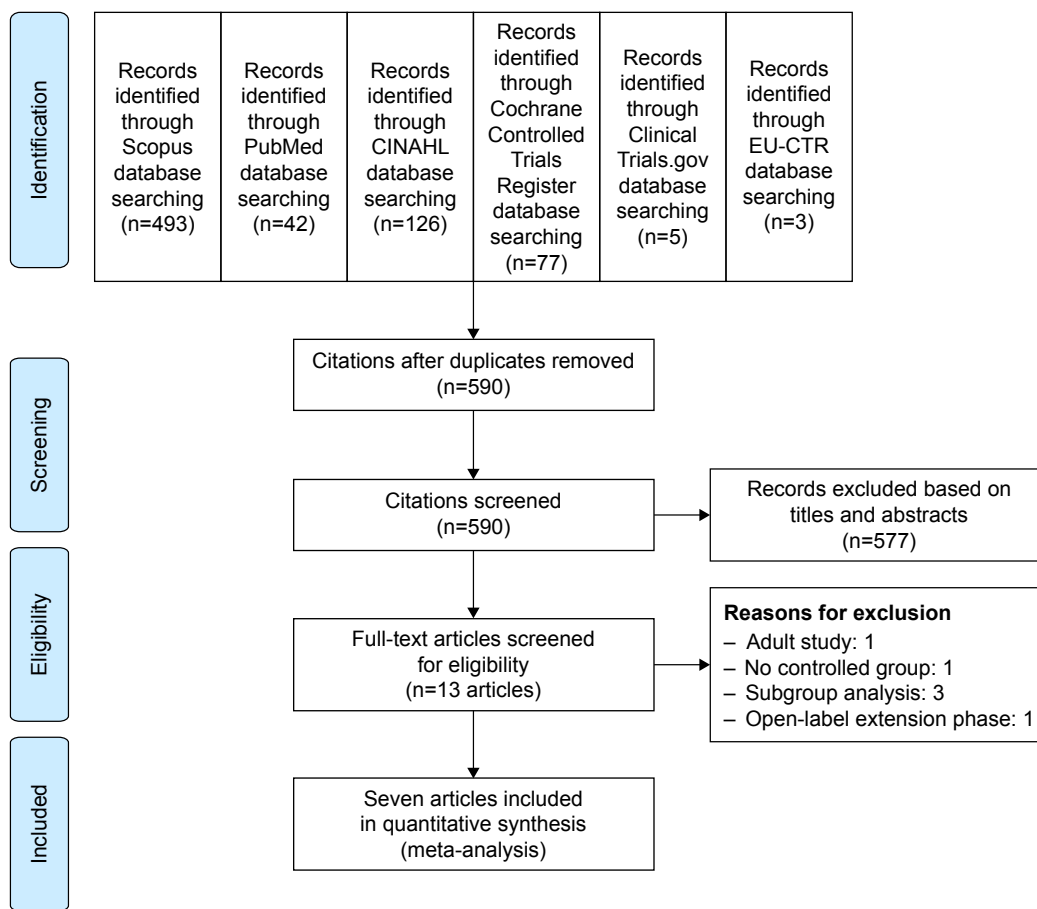 Identification
Records
identified
through
Scopus
database
searching
(n=493)
Records
identified
through
PubMed
database
searching
(n=42)
Records
identified
through
CINAHL
database
searching
(n=126)
Records
identified
through
Cochrane
Controlled
Trials
Register
database
searching
(n=77)
Records
identified
through
Clinical
Trials.gov
database
searching
(n=5)
Records
identified
through
EU-CTR
database
searching
(n=3)
Screening
Citations after duplicates removed
(n=590)
Citations screened
(n=590)
Records excluded based on
titles and abstracts
(n=577)
Eligibility
Full-text articles screened
for eligibility
(n=13 articles)
Reasons for exclusion
– Adult study: 1
– No controlled group: 1
– Subgroup analysis: 3
– Open-label extension phase: 1
Included
Seven articles included
in quantitative synthesis
(meta-analysis)